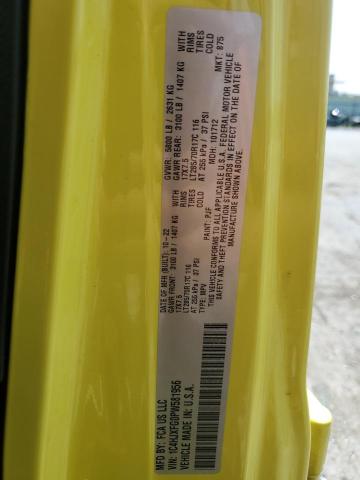 MFD BY: FCA US LLC
DATE OF MFR (BUILT): 10-22
GVWR: 5800 LB / 2631 KG
GAWR FRONT: 3100 LB / 1407 KG
WITH
GAWR REAR: 3100 LB / 1407 KG
WITH
17X7.5
RIMS
17X7.5
RIMS
LT285/70R17C 116
TIRES
LT285/70R17C 116
TIRES
AT 255 kPa / 37 PSI
COLD
AT 255 kPa / 37 PSI
COLD
TYPE: MPV
PAINT: PJF
MDH: 101712
MKT: 875
THIS VEHICLE CONFORMS TO ALL APPLICABLE U.S.A. FEDERAL MOTOR VEHICLE
SAFETY AND THEFT PREVENTION STANDARDS IN EFFECT ON THE DATE OF
MANUFACTURE SHOWN ABOVE
VIN: 1C4HJXFG0PW581956
MADE IN U.S.A.